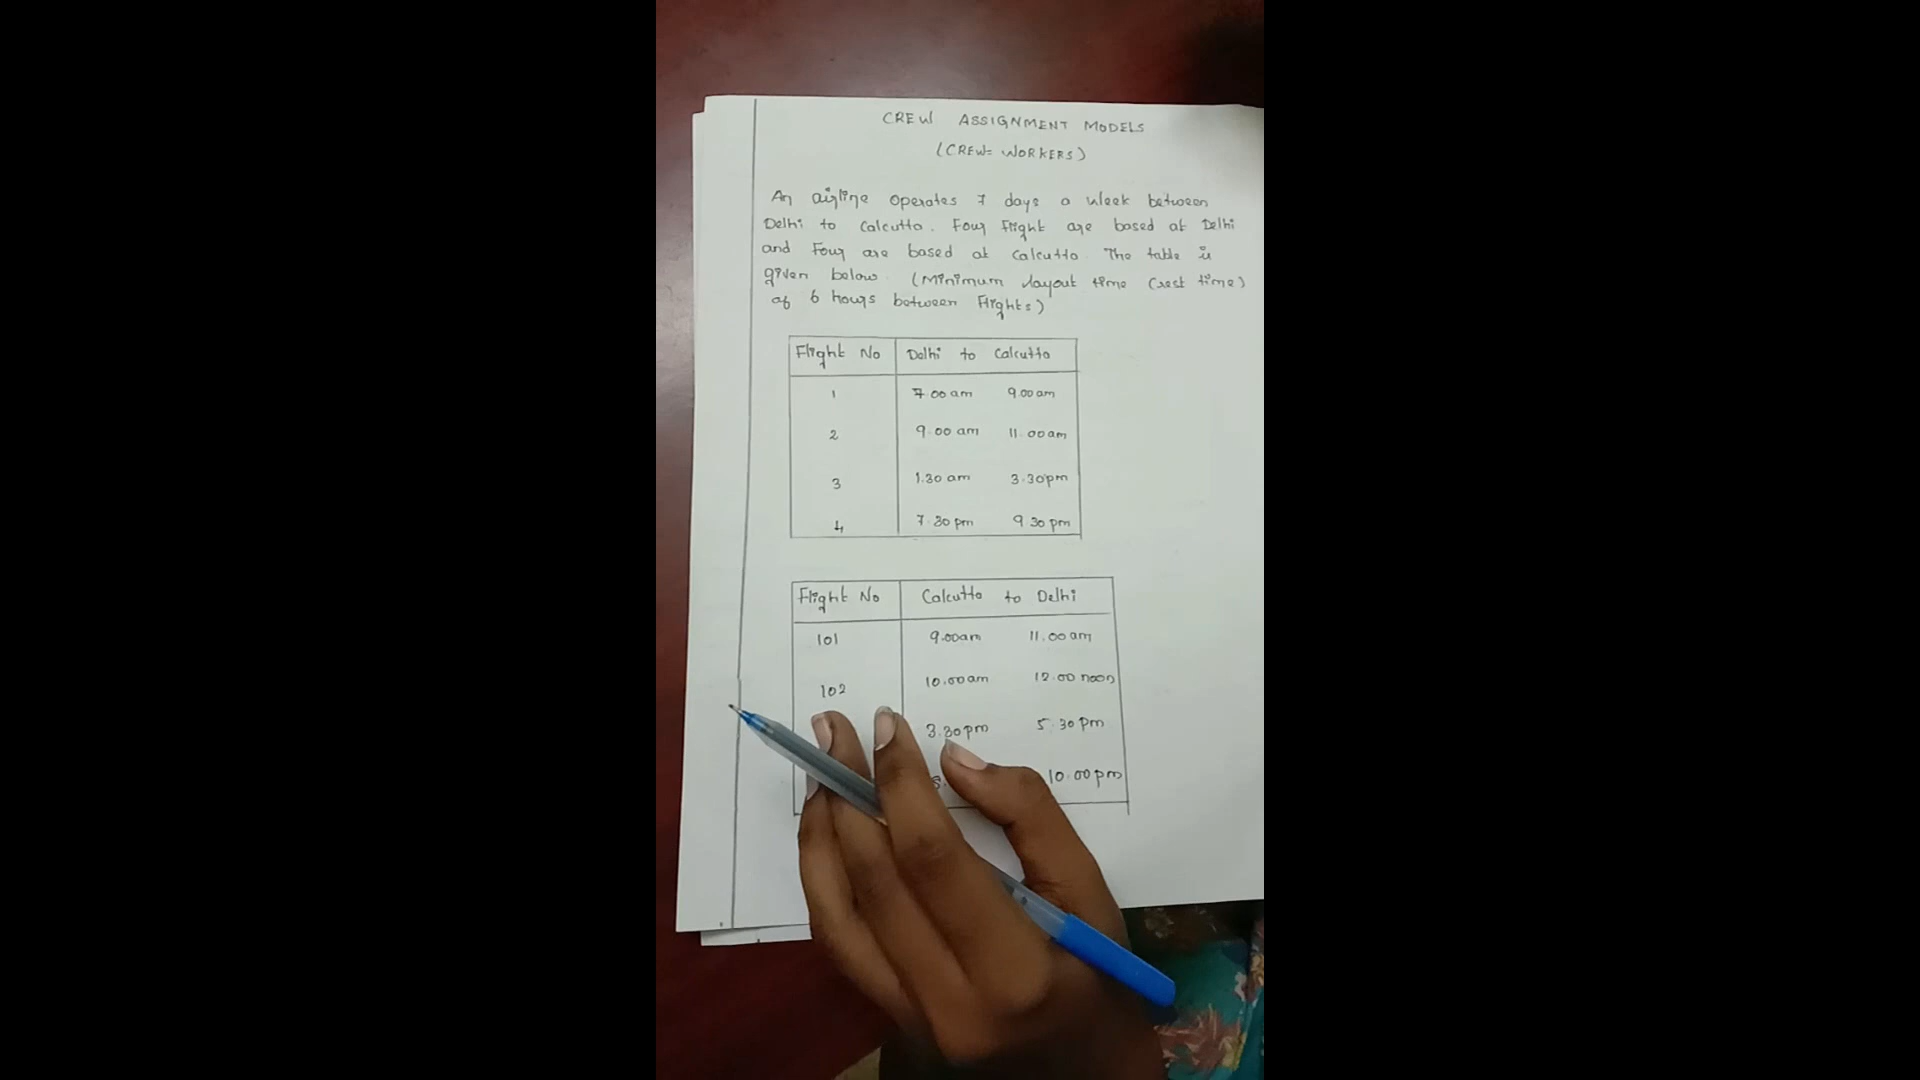 CREW ASSIGNMENT MODELS
(CREW= WORKERS)
An airline operates 7 days a week between
Delhi to Calcutta. Four Flight are based at Delhi
and Four are based at Calcutta. The table is
given below. (Minimum layout time (rest time)
of 6 hours between Flights)
Flight No Delhi to Calcutta
1 7.00 am 9.00 am
2 9.00 am 11.00 am
3 1.30 am 3.30pm
4 7.30 pm 9.30 pm
Flight No Calcutta to Delhi
101 9.00am 11.00 am
102 10.00am 12.00 noon
3.30pm 5.30 pm
10.00pm